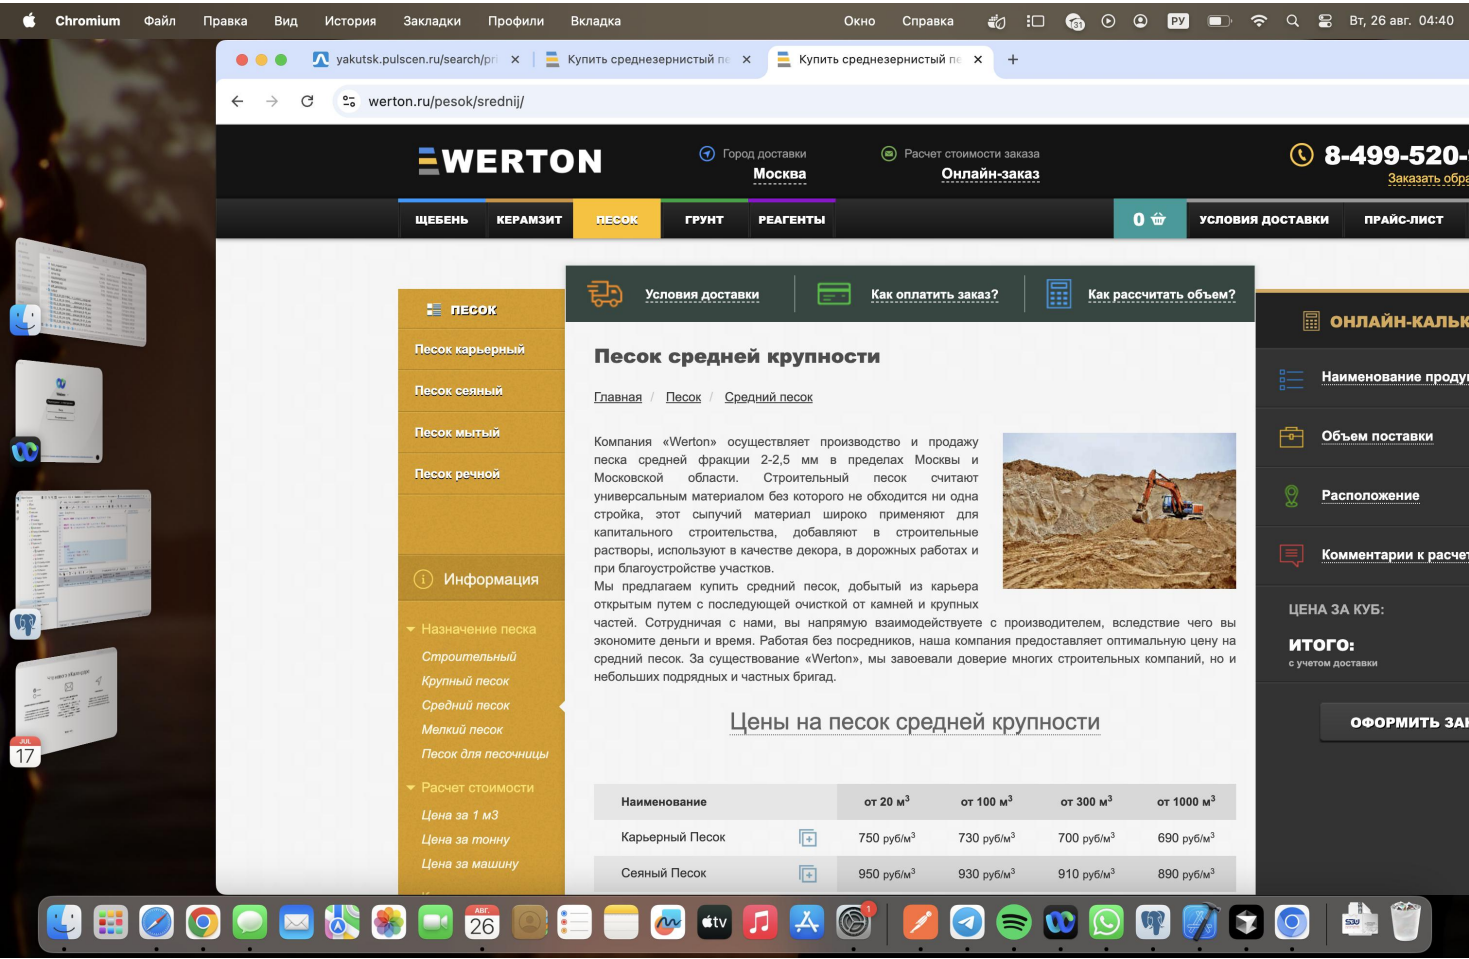 Chromium Файл Правка Вид История Закладки Профили Вкладка Окно Справка 31 РУ Вт, 26 авг. 04:40
yakutsk.pulscen.ru/search/pri Купить среднезернистый пе Купить среднезернистый пе
werton.ru/pesok/srednij/
WERTON
Город доставки
Москва
Расчет стоимости заказа
Онлайн-заказ
8-499-520-
Заказать обра
ЩЕБЕНЬ КЕРАМЗИТ ПЕСОК ГРУНТ РЕАГЕНТЫ 0 УСЛОВИЯ ДОСТАВКИ ПРАЙС-ЛИСТ
Условия доставки Как оплатить заказ? Как рассчитать объем?
ПЕСОК
Песок карьерный
Песок сеяный
Песок мытый
Песок речной
Информация
Назначение песка
Строительный
Крупный песок
Средний песок
Мелкий песок
Песок для песочницы
Расчет стоимости
Цена за 1 м3
Цена за тонну
Цена за машину
Песок средней крупности
Главная / Песок / Средний песок
Компания «Werton» осуществляет производство и продажу
песка средней фракции 2-2,5 мм в пределах Москвы и
Московской области. Строительный песок считают
универсальным материалом без которого не обходится ни одна
стройка, этот сыпучий материал широко применяют для
капитального строительства, добавляют в строительные
растворы, используют в качестве декора, в дорожных работах и
при благоустройстве участков.
Мы предлагаем купить средний песок, добытый из карьера
открытым путем с последующей очисткой от камней и крупных
частей. Сотрудничая с нами, вы напрямую взаимодействуете с производителем, вследствие чего вы
экономите деньги и время. Работая без посредников, наша компания предоставляет оптимальную цену на
средний песок. За существование «Werton», мы завоевали доверие многих строительных компаний, но и
небольших подрядных и частных бригад.
Цены на песок средней крупности
Наименование от 20 м³ от 100 м³ от 300 м³ от 1000 м³
Карьерный Песок 750 руб/м³ 730 руб/м³ 700 руб/м³ 690 руб/м³
Сеяный Песок 950 руб/м³ 930 руб/м³ 910 руб/м³ 890 руб/м³
ОНЛАЙН-КАЛЬК
Наименование проду
Объем поставки
Расположение
Комментарии к расчет
ЦЕНА ЗА КУБ:
ИТОГО:
с учетом доставки
ОФОРМИТЬ ЗАК
JUL
17
АВГ.
26
tv
1